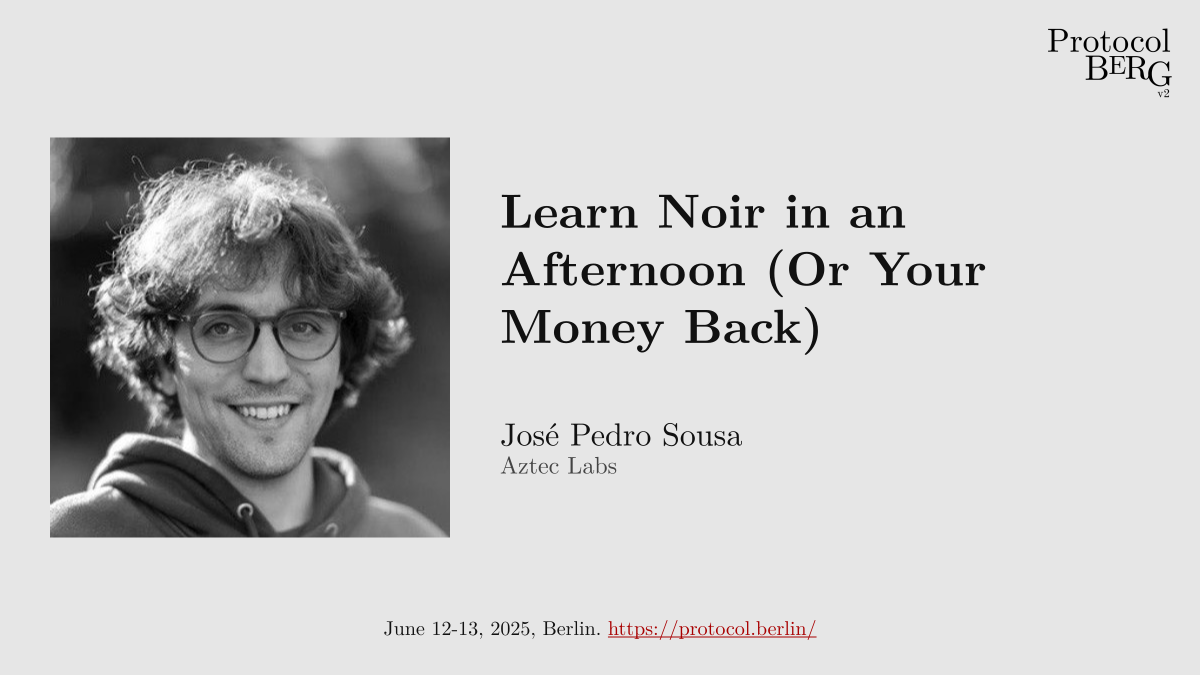 Protocol
BERG
v2
Learn Noir in an
Afternoon (Or Your
Money Back)
José Pedro Sousa
Aztec Labs
June 12-13, 2025, Berlin. https://protocol.berlin/